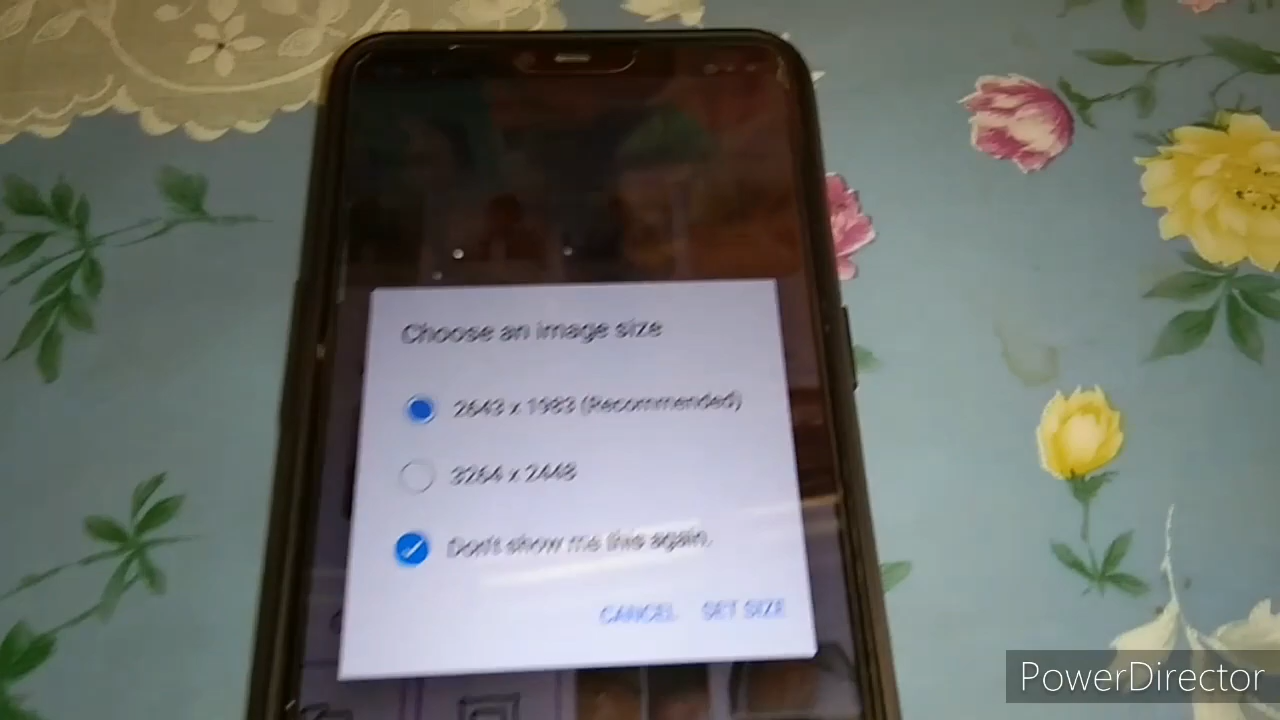 Choose an image size
2643 x 1983 (Recommended)
3264 x 2448
Don't show me this again.
CANCEL SET SIZE
PowerDirector